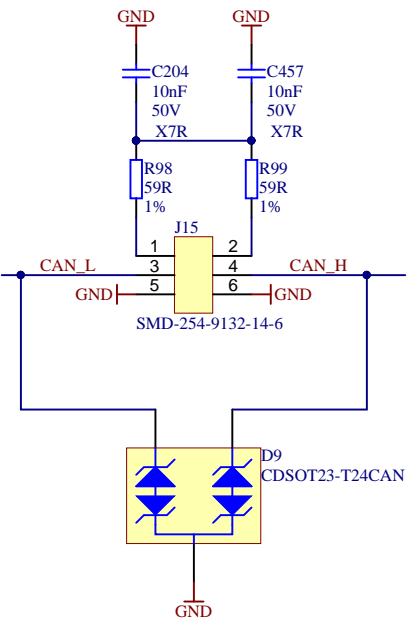 GND GND
C204 C457
10nF 10nF
50V 50V
X7R X7R
R98 R99
59R 59R
1% 1%
J15
1 2
CAN_L 3 4 CAN_H
GND 5 6 GND
SMD-254-9132-14-6
D9
CDSOT23-T24CAN
GND